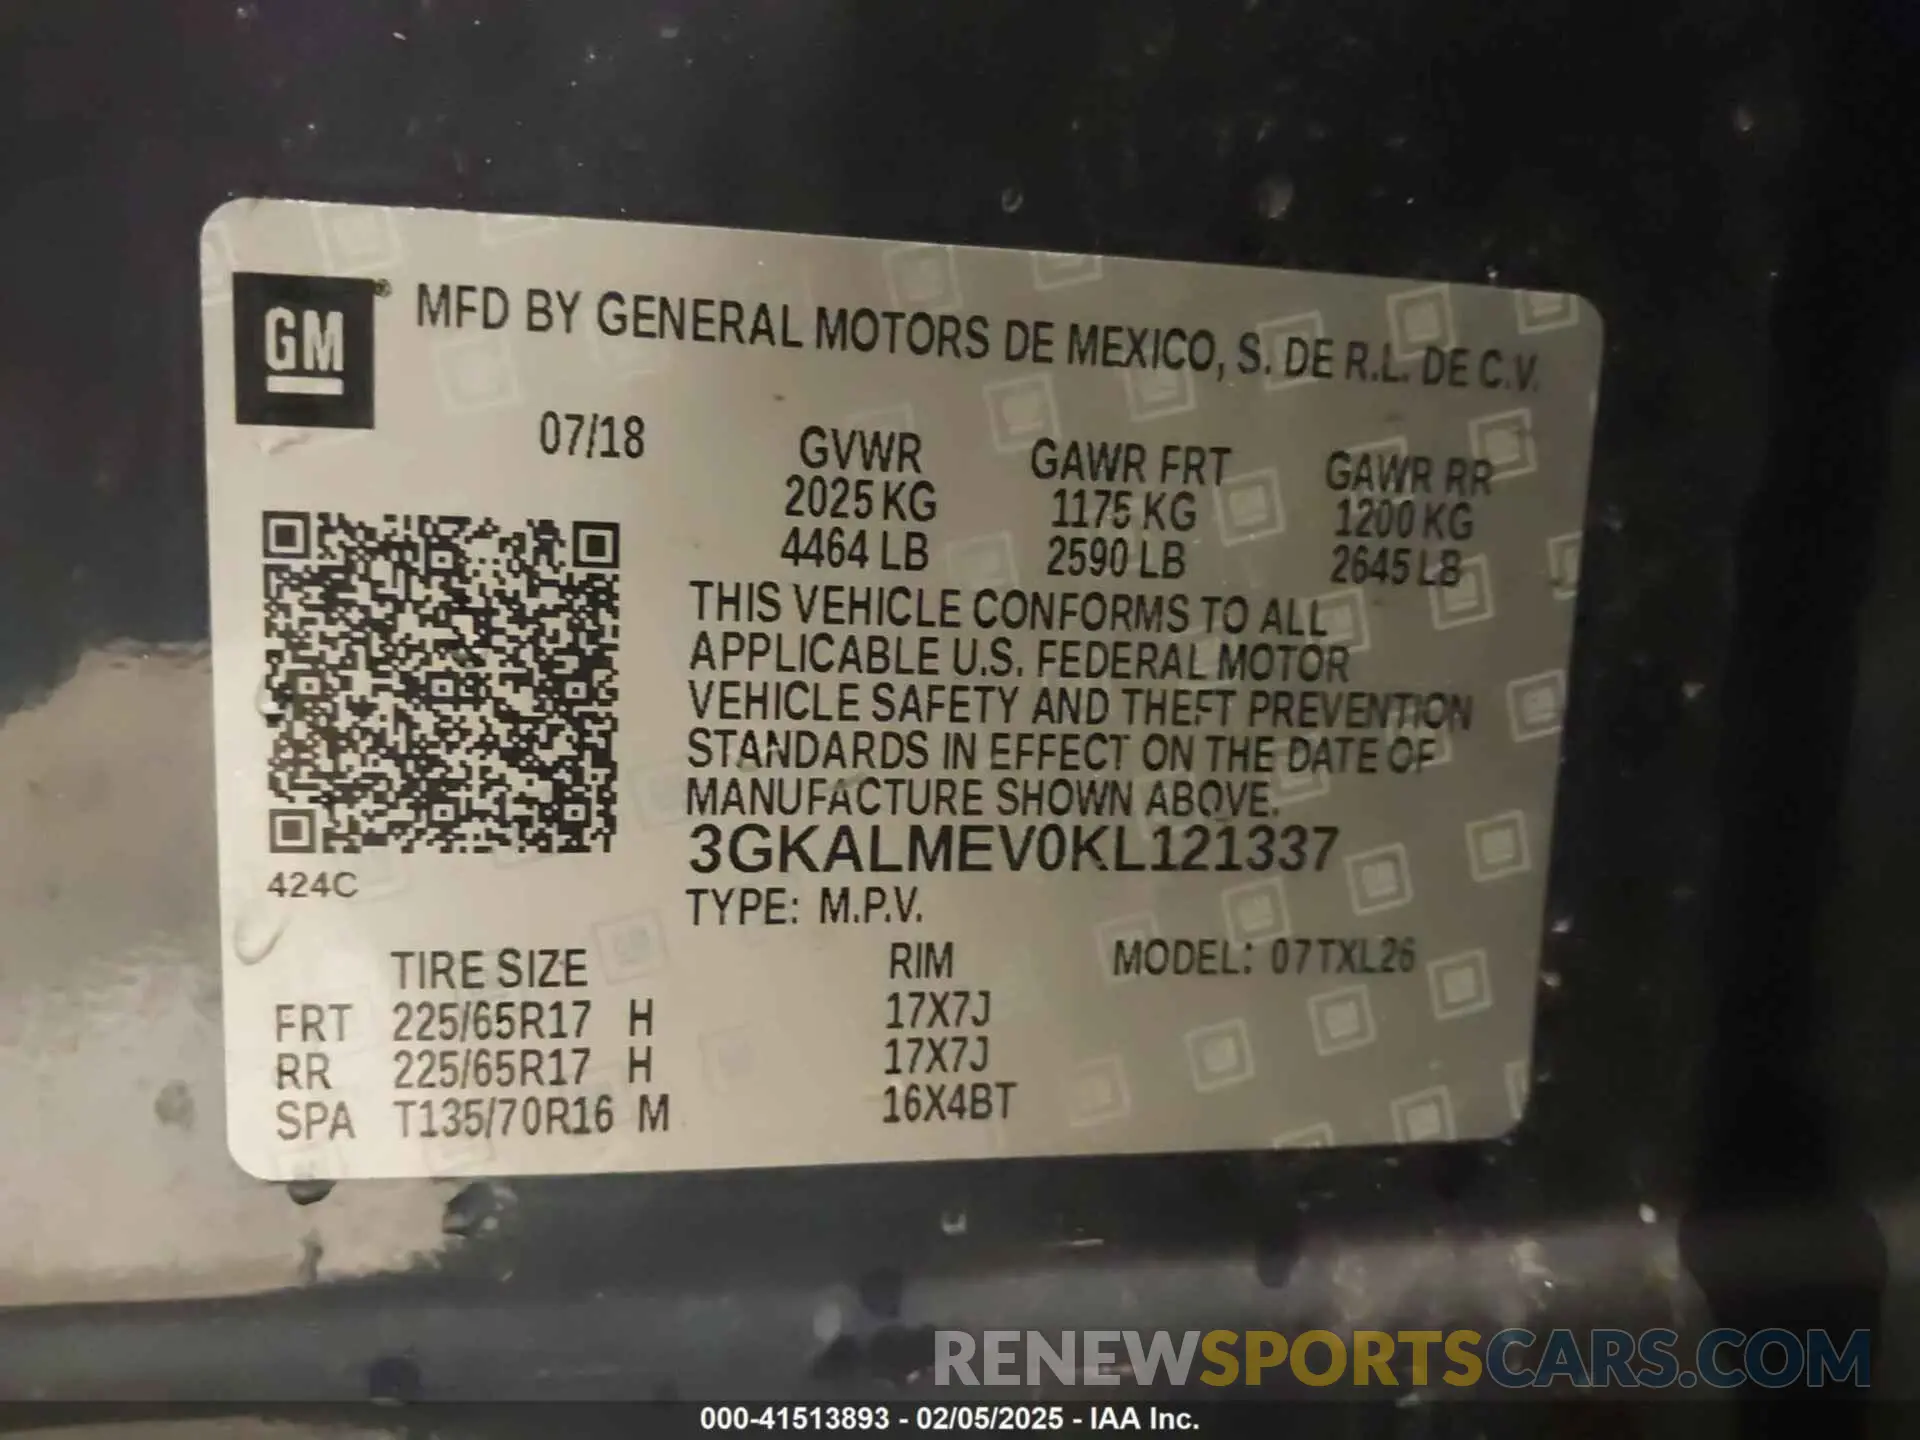 GM ® MFD BY GENERAL MOTORS DE MEXICO, S. DE R.L. DE C.V.
07/18
GVWR GAWR FRT GAWR RR
2025 KG 1175 KG 1200 KG
4464 LB 2590 LB 2645 LB
THIS VEHICLE CONFORMS TO ALL
APPLICABLE U.S. FEDERAL MOTOR
VEHICLE SAFETY AND THEFT PREVENTION
STANDARDS IN EFFECT ON THE DATE OF
MANUFACTURE SHOWN ABOVE.
3GKALMEV0KL121337
424C
TYPE: M.P.V.
TIRE SIZE RIM MODEL: 07TXL26
FRT 225/65R17 H 17X7J
RR 225/65R17 H 17X7J
SPA T135/70R16 M 16X4BT
RENEWSPORTSCARS.COM
000-41513893 - 02/05/2025 - IAA Inc.